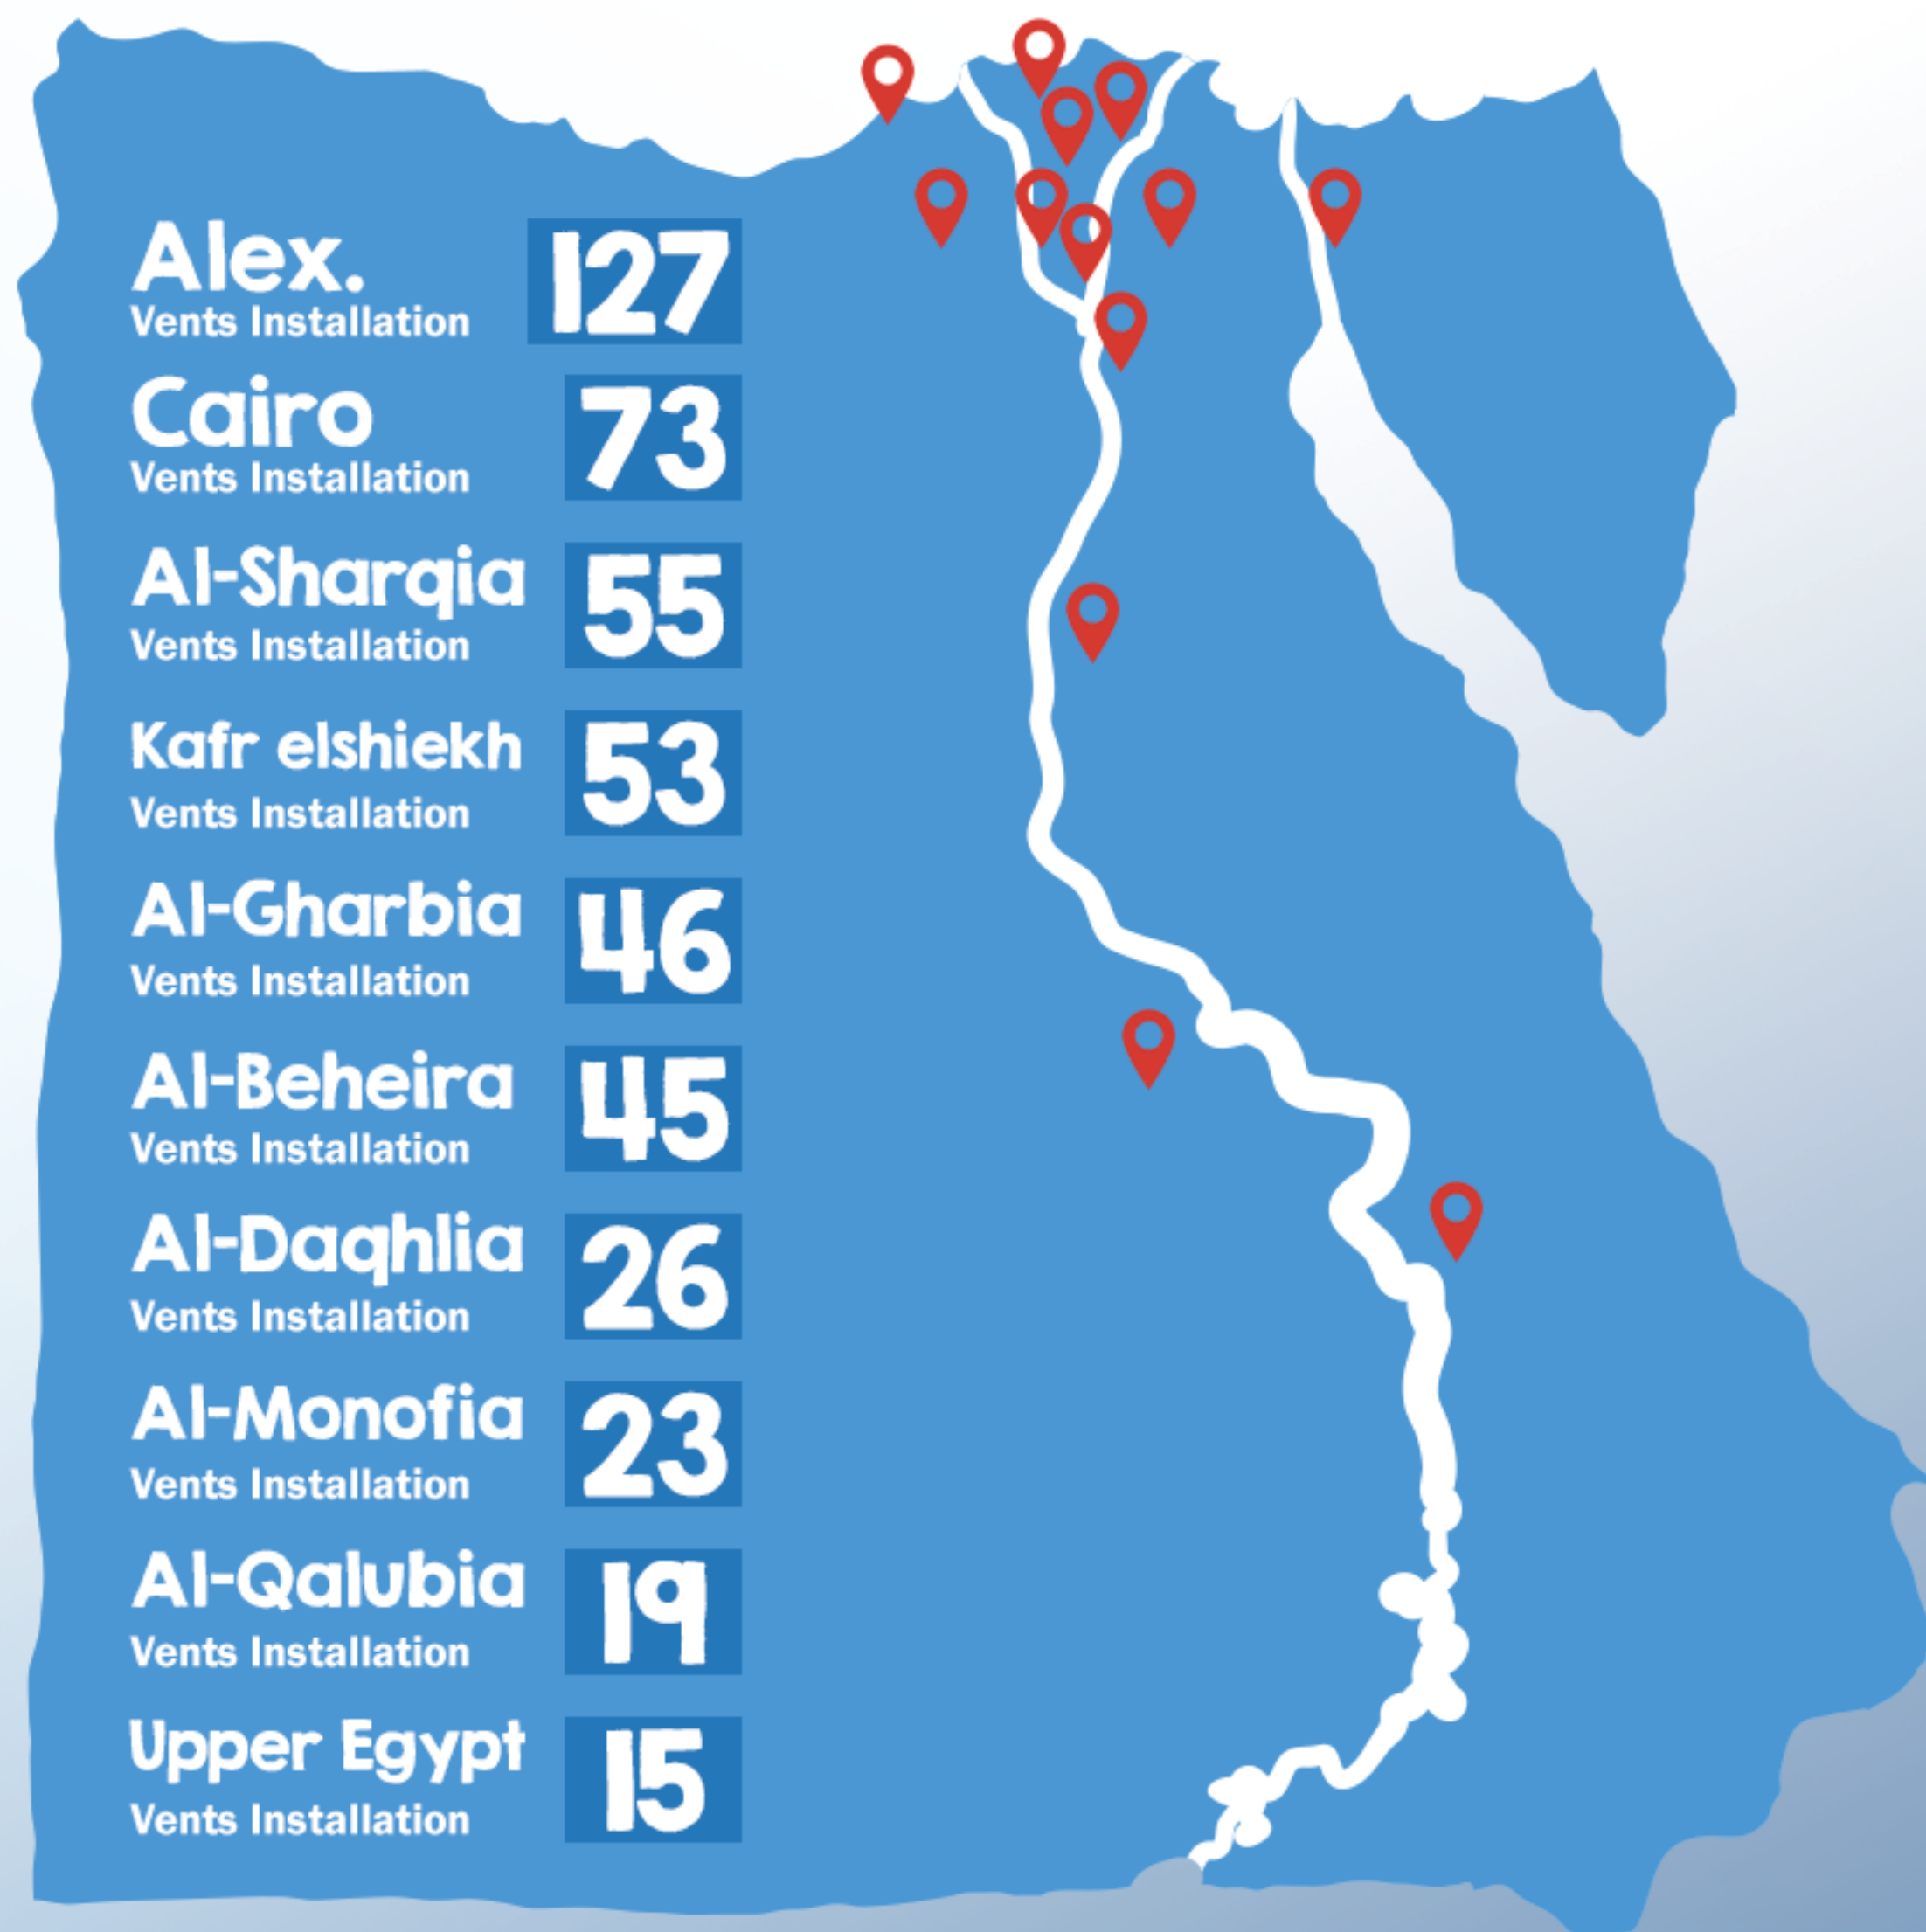 Alex.
Vents Installation
127
Cairo
Vents Installation
73
Al-Sharqia
Vents Installation
55
Kafr elshiekh
Vents Installation
53
Al-Gharbia
Vents Installation
46
Al-Beheira
Vents Installation
45
Al-Daqhlia
Vents Installation
26
Al-Monofia
Vents Installation
23
Al-Qalubia
Vents Installation
19
Upper Egypt
Vents Installation
15